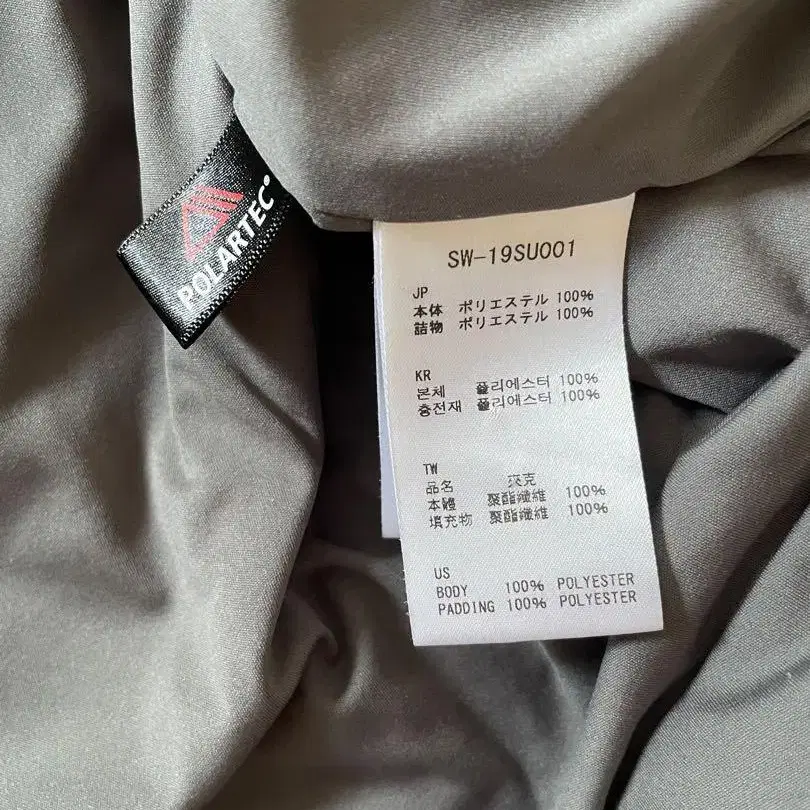 POLARTEC®
SW-19SU001
JP
本体 ポリエステル 100%
詰物 ポリエステル 100%
KR
본체 폴리에스터 100%
충전재 폴리에스터 100%
TW
品名 夾克
本體 聚酯纖維 100%
填充物 聚酯纖維 100%
US
BODY 100% POLYESTER
PADDING 100% POLYESTER